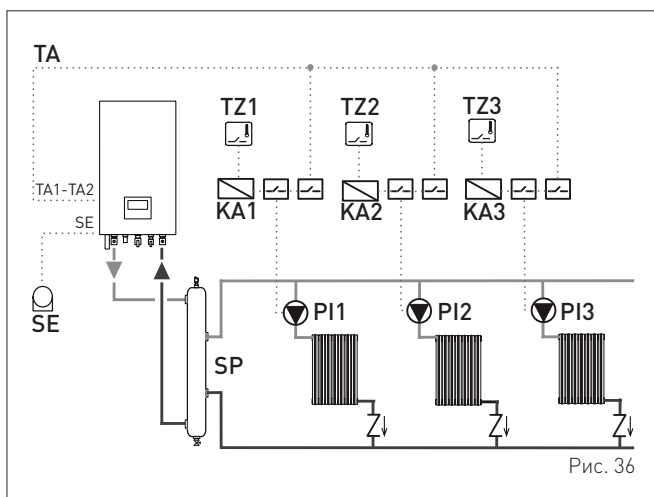 TA
TZ1 TZ2 TZ3
TA1-TA2
KA1 KA2 KA3
SE
SE
PI1 PI2 PI3
SP
Рис. 36